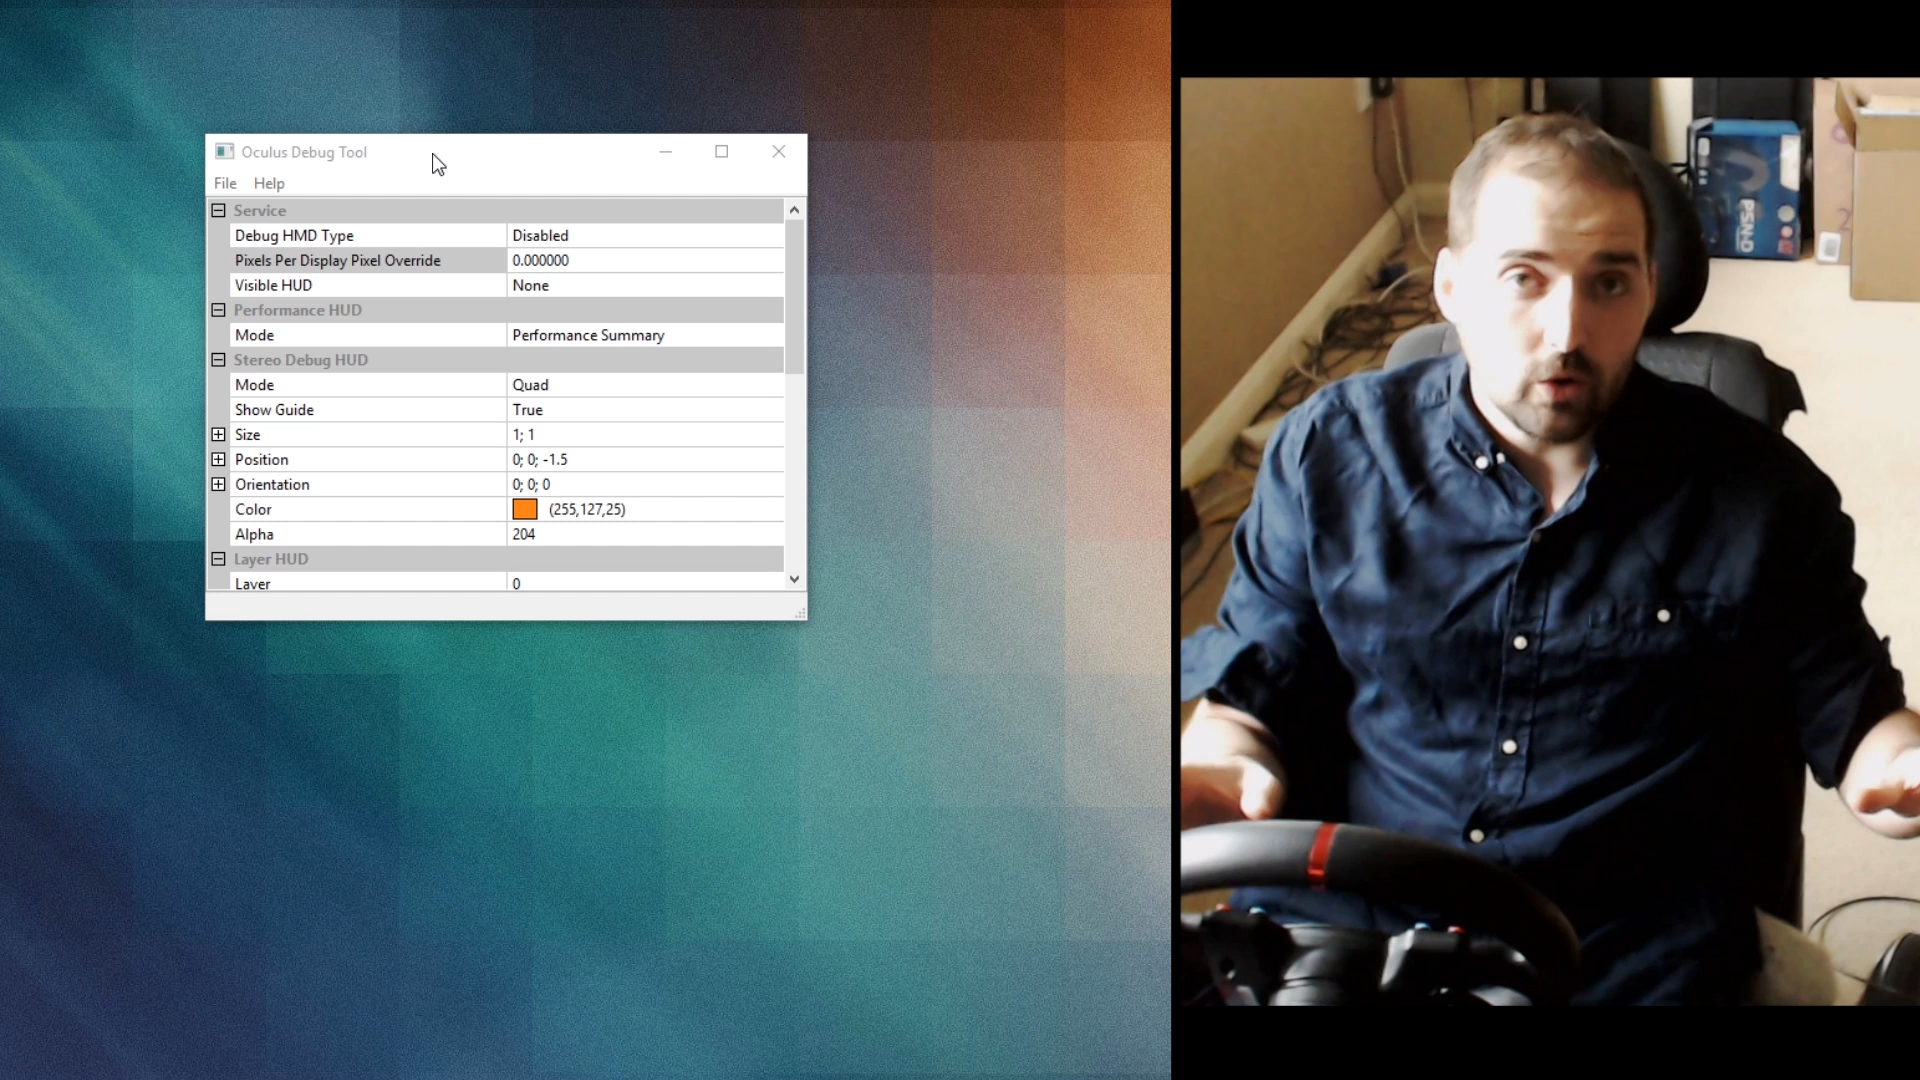 Oculus Debug Tool
File Help
Service
Debug HMD Type Disabled
Pixels Per Display Pixel Override 0.000000
Visible HUD None
Performance HUD
Mode Performance Summary
Stereo Debug HUD
Mode Quad
Show Guide True
Size 1; 1
Position 0; 0; -1.5
Orientation 0; 0; 0
Color (255,127,25)
Alpha 204
Layer HUD
Layer 0